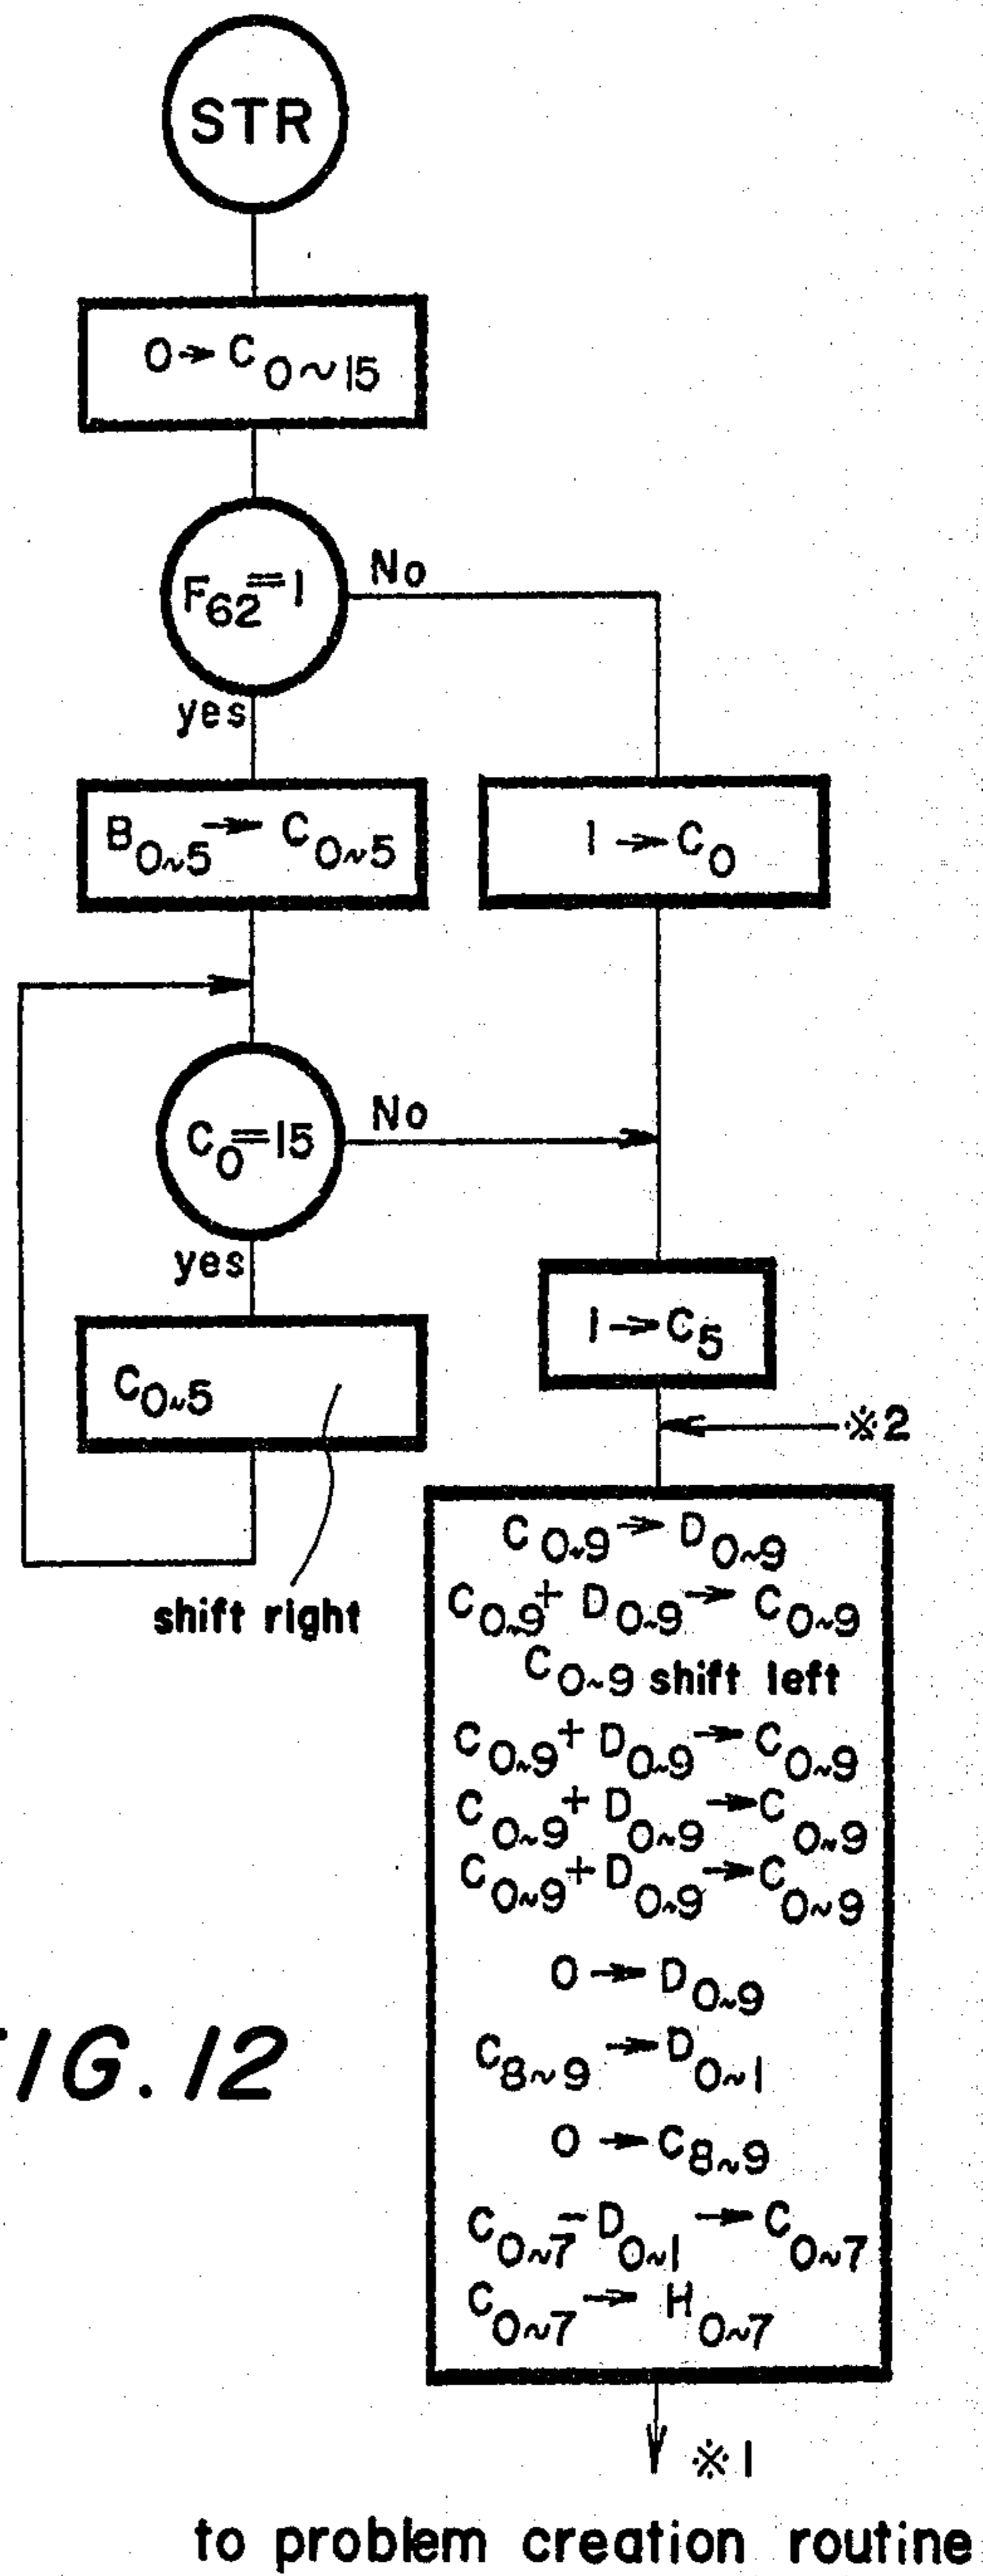 STR
0→C0~15
F62=1
No
yes
B0~5→C0~5
1→C0
C0=15
No
yes
C0~5
1→C5
※2
shift right
C0~9→D0~9
C0~9+D0~9→C0~9
C0~9 shift left
C0~9+D0~9→C0~9
C0~9+D0~9→C0~9
C0~9+D0~9→C0~9
0→D0~9
C8~9→D0~1
0→C8~9
C0~7-D0~1→C0~7
C0~7→H0~7
IG.12
※1
to problem creation routine